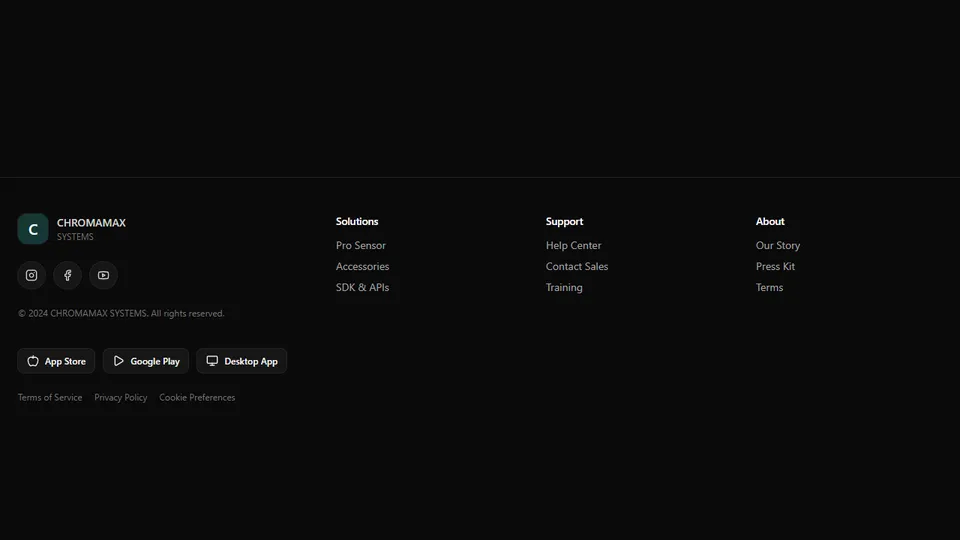 C
CHROMAMAX
SYSTEMS
© 2024 CHROMAMAX SYSTEMS. All rights reserved.
App Store
Google Play
Desktop App
Terms of Service
Privacy Policy
Cookie Preferences
Solutions
Pro Sensor
Accessories
SDK & APIs
Support
Help Center
Contact Sales
Training
About
Our Story
Press Kit
Terms